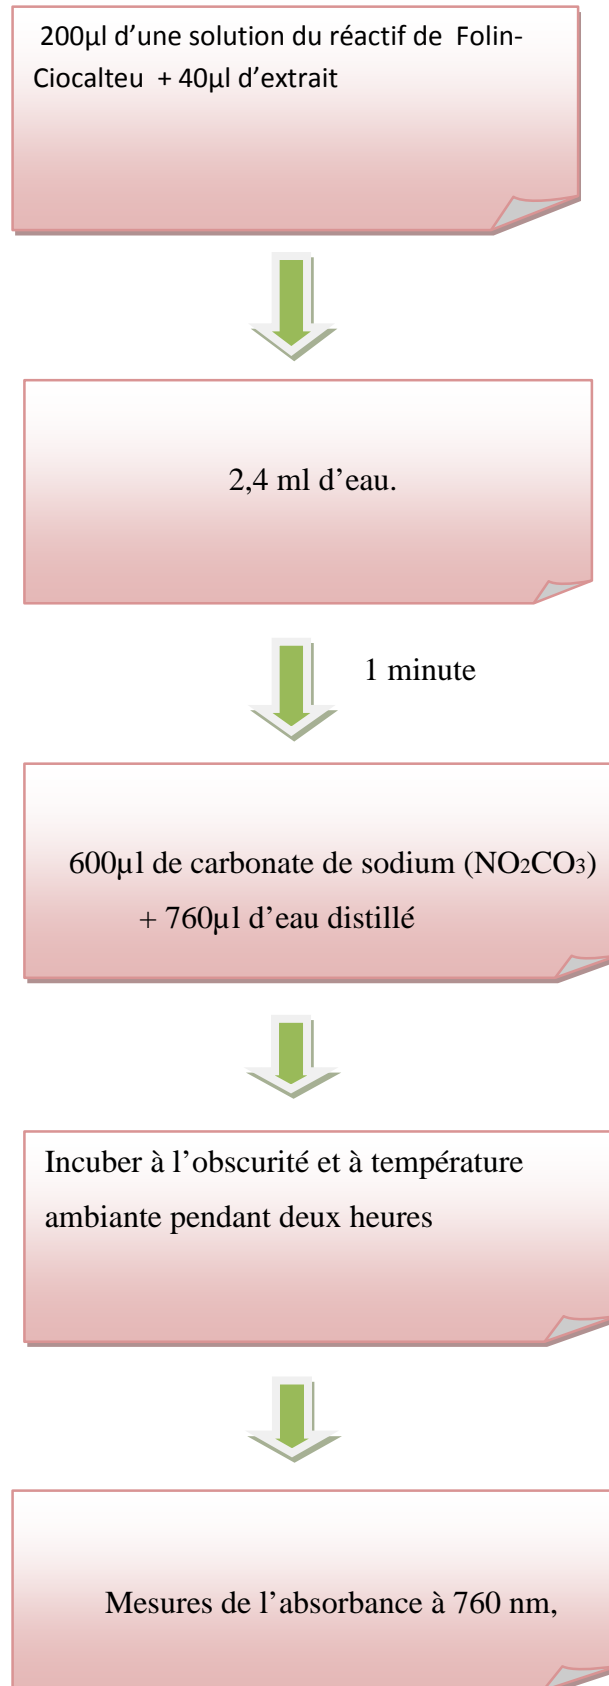 200µl d’une solution du réactif de Folin-
Ciocalteu + 40µl d’extrait
2,4 ml d’eau.
1 minute
600µl de carbonate de sodium (NO2CO3)
+ 760µl d’eau distillé
Incuber à l’obscurité et à température
ambiante pendant deux heures
Mesures de l’absorbance à 760 nm,